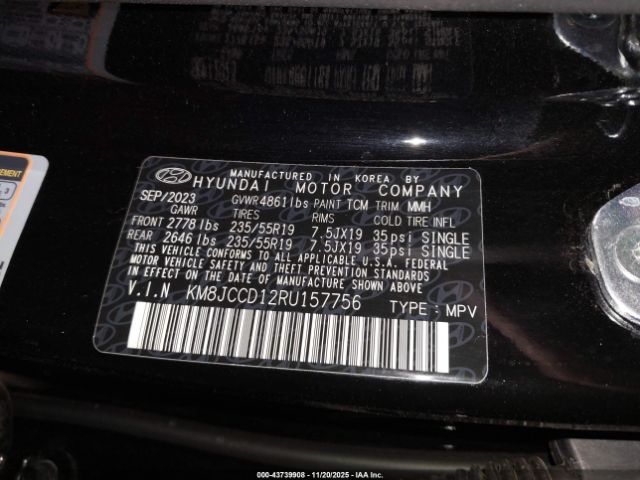 MANUFACTURED IN KOREA BY
HYUNDAI MOTOR COMPANY
SEP/2023 GVWR4861lbs PAINT TCM TRIM MMH
GAWR TIRES RIMS COLD TIRE INFL
FRONT 2778lbs 235/55R19 7.5JX19 35psi SINGLE
REAR 2646lbs 235/55R19 7.5JX19 35psi SINGLE
THIS VEHICLE CONFORMS TO ALL APPLICABLE U.S.A. FEDERAL
MOTOR VEHICLE SAFETY AND THEFT PREVENTION STANDARDS
IN EFFECT ON THE DATE OF MANUFACTURE SHOWN ABOVE.
V.I.N KM8JCCD12RU157756 TYPE : MPV
000-43739908 - 11/20/2025 - IAA Inc.